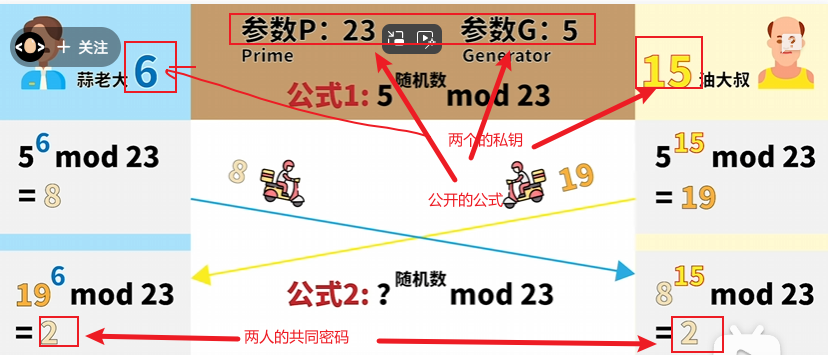 参数P：23
参数G：5
Prime
Generator
+ 关注
蒜老大 6
15 油大叔
公式1: 5 随机数 mod 23
两个的私钥
5 6 mod 23
= 8
8
19
5 15 mod 23
= 19
公开的公式
19 6 mod 23
= 2
公式2: ? 随机数 mod 23
8 15 mod 23
= 2
两人的共同密码